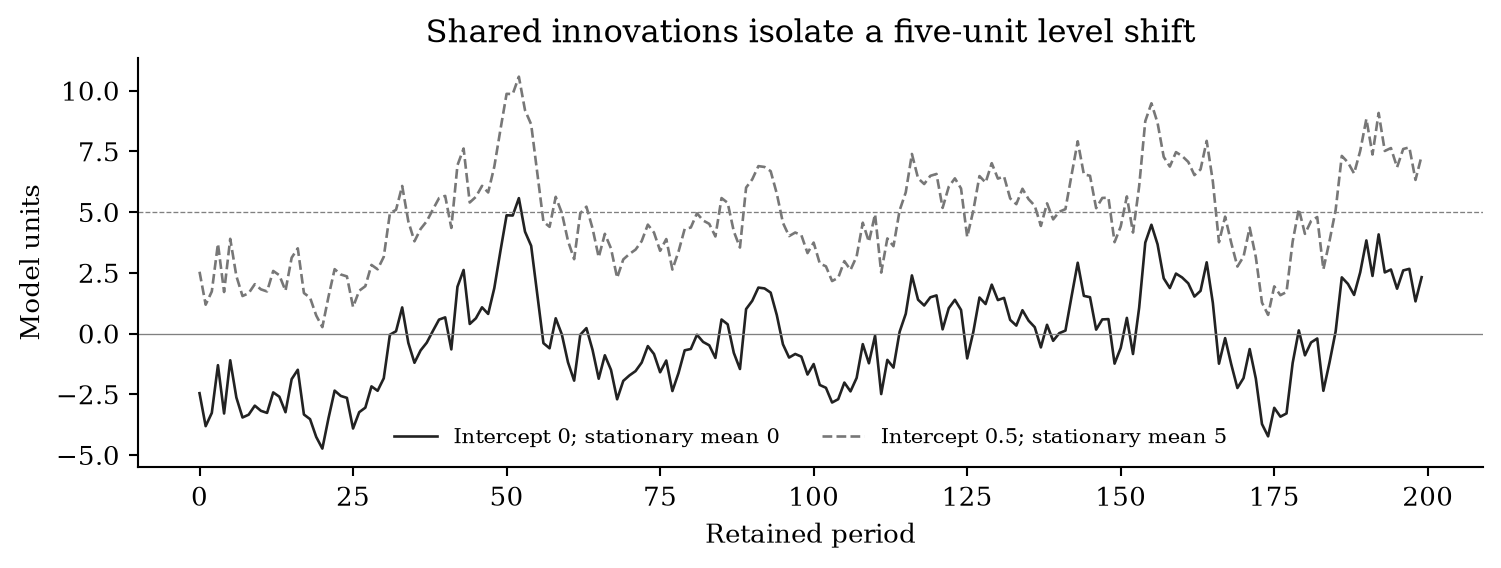 Shared innovations isolate a five-unit level shift
Model units
10.0
7.5
5.0
2.5
0.0
−2.5
−5.0
Intercept 0; stationary mean 0
Intercept 0.5; stationary mean 5
0 25 50 75 100 125 150 175 200
Retained period